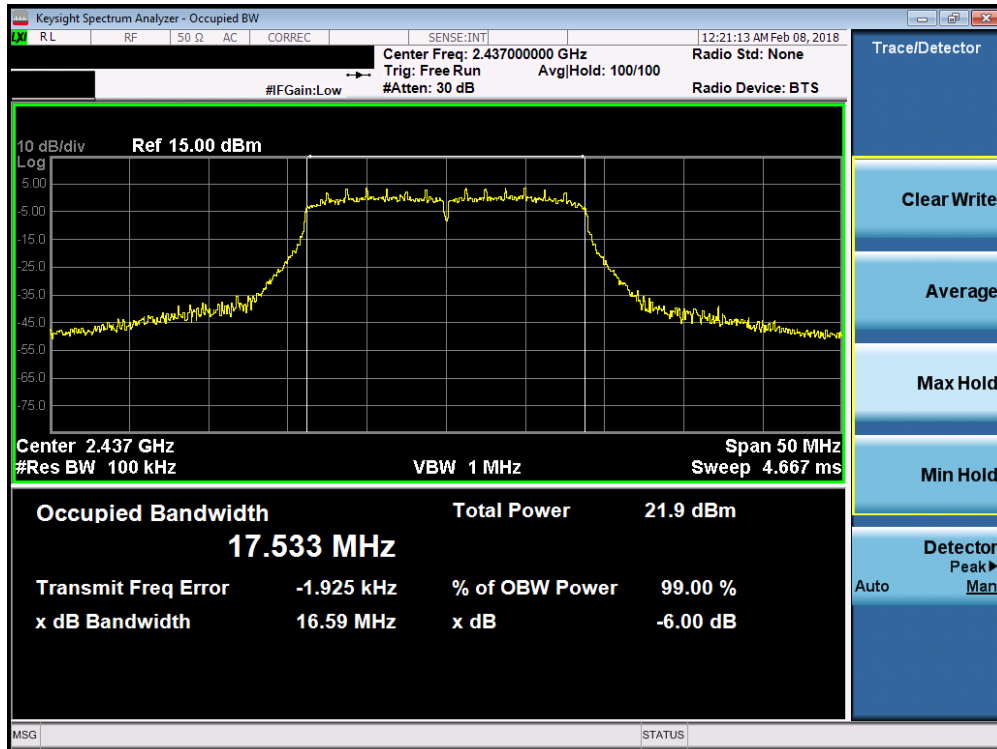 Keysight Spectrum Analyzer - Occupied BW
LXI RL RF 50 Ω AC CORREC SENSE:INT 12:21:13 AM Feb 08, 2018
Center Freq: 2.437000000 GHz Radio Std: None
Trig: Free Run Avg|Hold: 100/100
#IFGain:Low #Atten: 30 dB Radio Device: BTS
10 dB/div Ref 15.00 dBm
Log
5.00
-5.00
-15.0
-25.0
-35.0
-45.0
-55.0
-65.0
-75.0
Center 2.437 GHz Span 50 MHz
#Res BW 100 kHz VBW 1 MHz Sweep 4.667 ms
Occupied Bandwidth Total Power 21.9 dBm
17.533 MHz
Transmit Freq Error -1.925 kHz % of OBW Power 99.00 %
x dB Bandwidth 16.59 MHz x dB -6.00 dB
Trace/Detector
Clear Write
Average
Max Hold
Min Hold
Detector
Peak▶
Auto Man
MSG STATUS